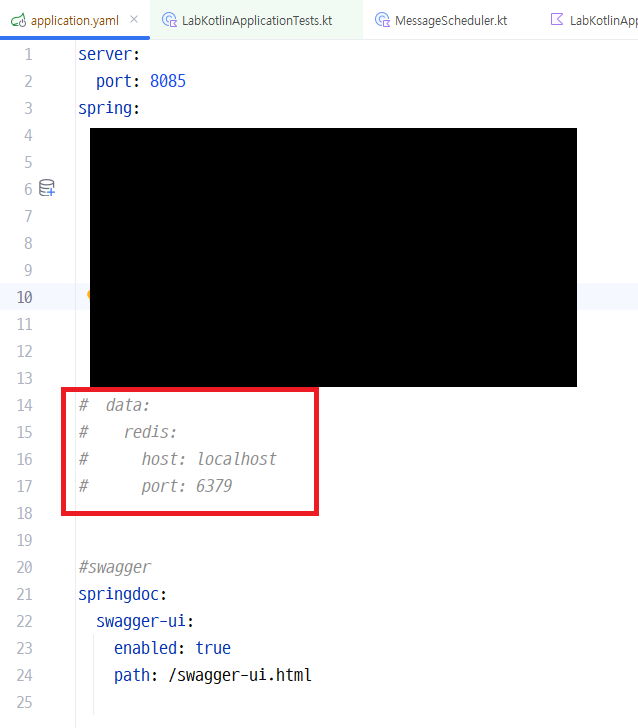 application.yaml LabKotlinApplicationTests.kt MessageScheduler.kt LabKotlinApp
1 server:
2 port: 8085
3 spring:
4
5
6
7
8
9
10
11
12
13
14 # data:
15 # redis:
16 # host: localhost
17 # port: 6379
18
19
20 #swagger
21 springdoc:
22 swagger-ui:
23 enabled: true
24 path: /swagger-ui.html
25